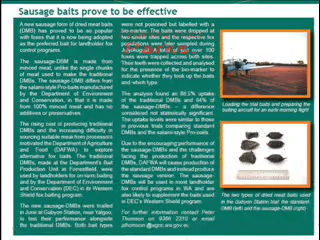 Sausage baits prove to be effective
A new sausage form of dried meat baits
(DMB) has proved to be so popular
with foxes that it is now being adopted
as the preferred bait for landholder fox
control programs.
The sausage-DBM is made from
minced meat, unlike the single chunks
of meat used to make the traditional
DMBs. The sausage-DMB differs from
the salami-style Pro-baits manufactured
by the Department of Environment
and Conservation, in that it is made
from 100% minced meat and has no
additives or preservatives.
The rising cost of producing traditional
DMBs and the increasing difficulty in
sourcing suitable meat from processors motivated
the Department of Agriculture
and Food (DAFWA) to explore
alternative fox baits. The traditional
DMBs, made at the Department's Bait
Production Unit in Forrestfield, were
used by landholders for on-farm baiting
and by the Department of Environment
and Conservation (DEC) in its Western
Shield fox baiting program.
The new sausage-DMBs were trialled
in June at Galyon Station, near Yalgoo,
to test their performance alongside
the traditional DMBs. Both bait types
were not poisoned but labelled with a
bio-marker. The baits were dropped at
two similar sites and the respective fox
populations were later sampled during
over 100
foxes were trapped across both sites.
Their teeth were collected and analysed
for the presence of the bio-marker to
indicate whether they took up the baits
and which type.
The analysis found an 88.5% uptake
of the traditional DMBs and 84% of
the sausage-DMBs – a difference
considered not statistically significant. The
uptake levels were similar to those
in previous trials comparing standard
DMBs and the salami-style Pro-baits.
Due to the encouraging performance of
the sausage-DMBs and the challenges
facing the production of traditional
DMBs, DAFWA will cease production of
the standard DMBs and instead produce
the sausage version. The sausage-
DMBs will be used in most landholder
fox control programs in WA and are
also likely to supplement the baits used
in DEC's Western Shield program.
For further information contact Peter
Thomson on 9366 2310 or email
Loading the trial baits and preparing the
baiting aircraft for an early morning flight
The two types of dried meat baits used
in the Galyon Station trial: the standard
DMB (left) and the sausage-DMB (right)